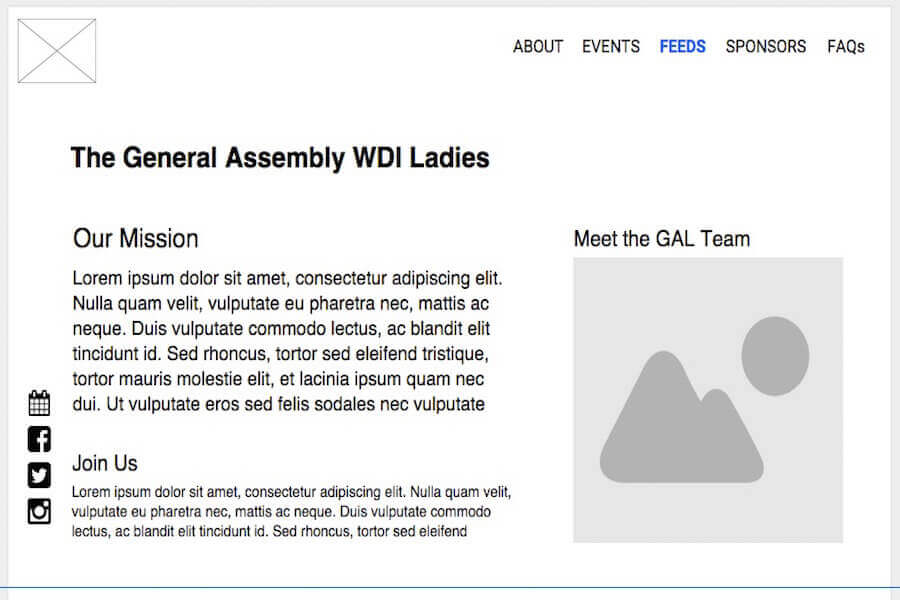 ABOUT EVENTS FEEDS SPONSORS FAQs
The General Assembly WDI Ladies
Our Mission
Lorem ipsum dolor sit amet, consectetur adipiscing elit.
Nulla quam velit, vulputate eu pharetra nec, mattis ac
neque. Duis vulputate commodo lectus, ac blandit elit
tincidunt id. Sed rhoncus, tortor sed eleifend tristique,
tortor mauris molestie elit, et lacinia ipsum quam nec
dui. Ut vulputate eros sed felis sodales nec vulputate
Join Us
Lorem ipsum dolor sit amet, consectetur adipiscing elit. Nulla quam velit,
vulputate eu pharetra nec, mattis ac neque. Duis vulputate commodo
lectus, ac blandit elit tincidunt id. Sed rhoncus, tortor sed eleifend
Meet the GAL Team